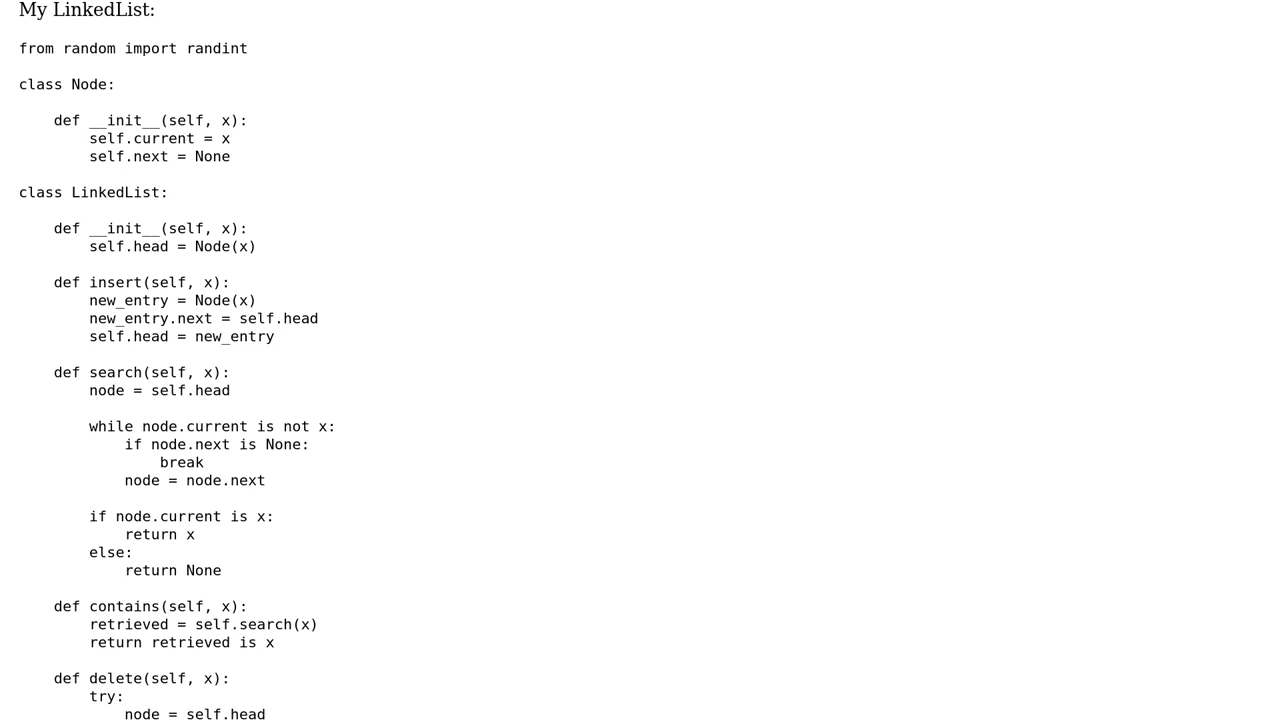 My LinkedList:
from random import randint
class Node:
    def __init__(self, x):
        self.current = x
        self.next = None
class LinkedList:
    def __init__(self, x):
        self.head = Node(x)
    def insert(self, x):
        new_entry = Node(x)
        new_entry.next = self.head
        self.head = new_entry
    def search(self, x):
        node = self.head
        while node.current is not x:
            if node.next is None:
                break
            node = node.next
        if node.current is x:
            return x
        else:
            return None
    def contains(self, x):
        retrieved = self.search(x)
        return retrieved is x
    def delete(self, x):
        try:
            node = self.head